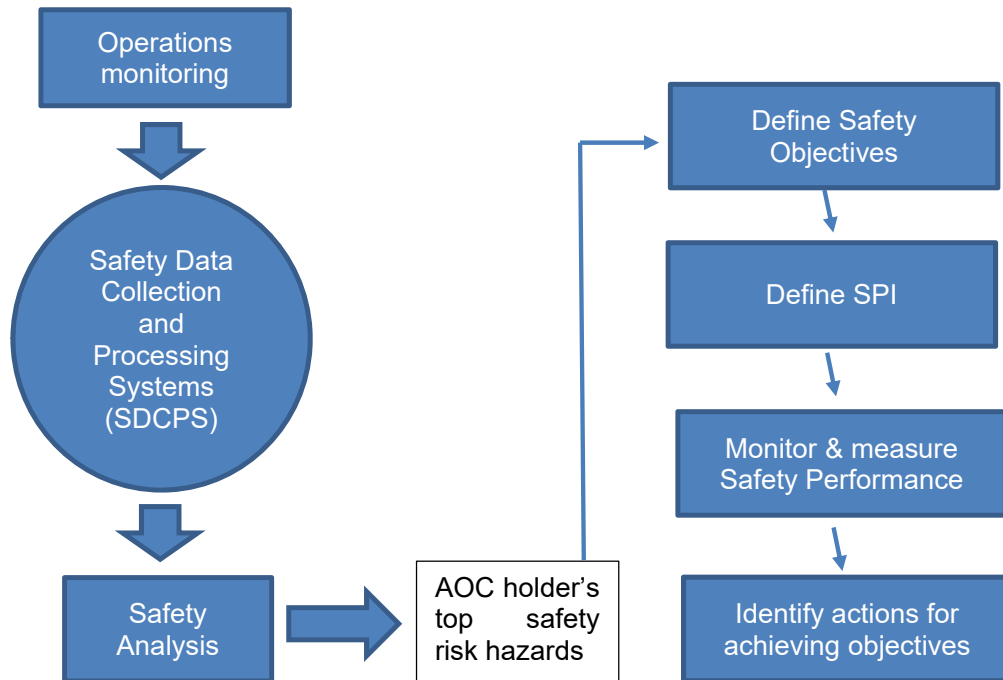 Operations
monitoring
Safety Data
Collection
and
Processing
Systems
(SDCPS)
Safety
Analysis
AOC holder's
top safety
risk hazards
Define Safety
Objectives
Define SPI
Monitor & measure
Safety Performance
Identify actions for
achieving objectives